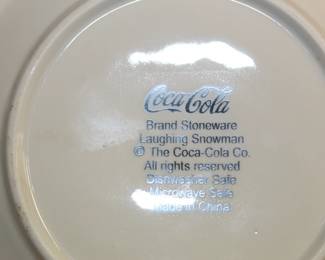 Coca-Cola
Brand Stoneware
Laughing Snowman
© The Coca-Cola Co.
All rights reserved
Dishwasher Safe
Microwave Safe
Made in China